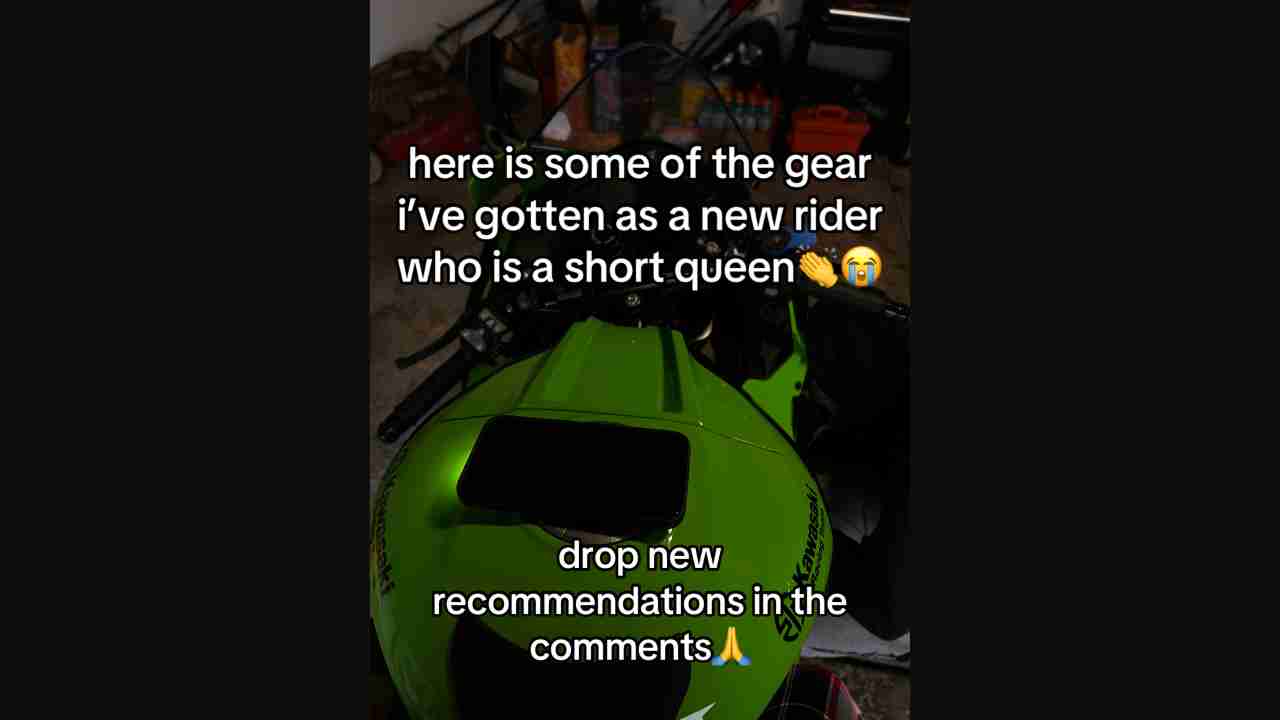 here is some of the gear
i’ve gotten as a new rider
who is a short queen👏😭
Kawasaki
Kawasaki
drop new
recommendations in the
comments🙏